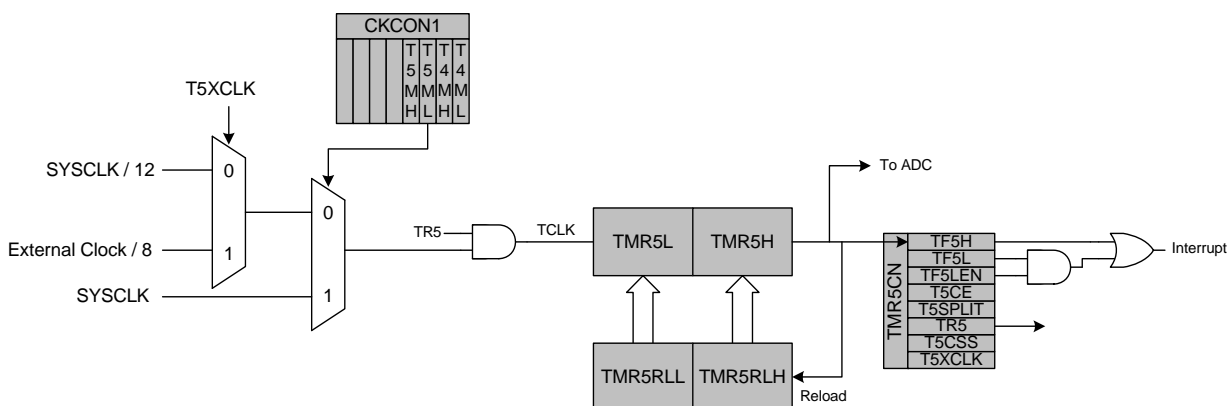 CKCON1
T5MH
T5ML
T4MH
T4ML
T5XCLK
SYSCLK / 12
0
1
External Clock / 8
SYSCLK
0
1
TR5
TCLK
TMR5L
TMR5H
To ADC
TMR5RLL
TMR5RLH
Reload
TMR5CN
TF5H
TF5L
TF5LEN
T5CE
T5SPLIT
TR5
T5CSS
T5XCLK
Interrupt